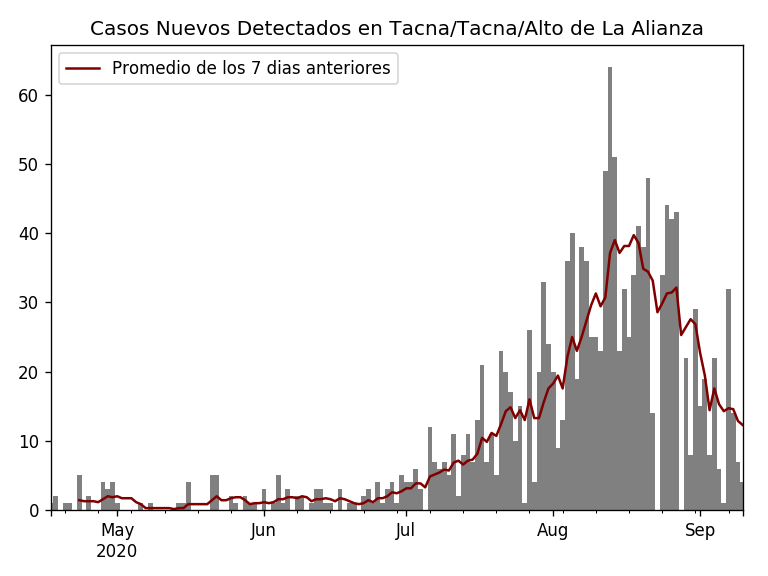 Casos Nuevos Detectados en Tacna/Tacna/Alto de La Alianza
Promedio de los 7 dias anteriores
60
50
40
30
20
10
0
May
2020
Jun
Jul
Aug
Sep